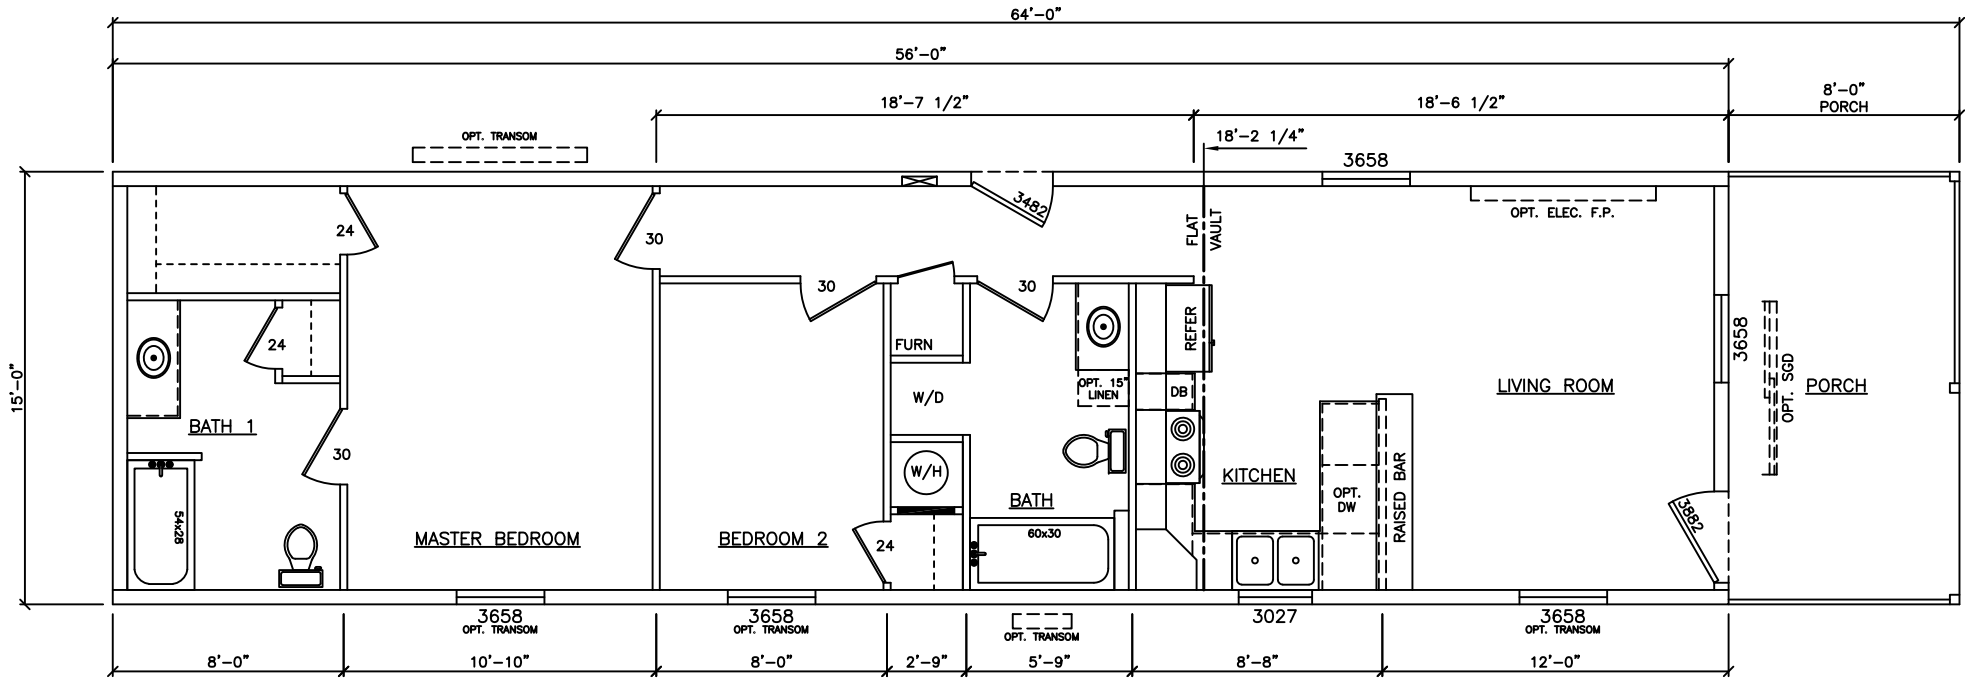 64'-0"
56'-0"
8'-0"
PORCH
18'-7 1/2"
18'-6 1/2"
OPT. TRANSOM
18'-2 1/4"
3658
3482
24
30
FLAT
VAULT
OPT. ELEC. F.P.
15'-0"
30
30
24
FURN
REFER
3658
OPT. SGD
W/D
OPT. 15"
LINEN
DB
LIVING ROOM
PORCH
BATH 1
30
W/H
KITCHEN
OPT.
DW
RAISED BAR
54x28
BATH
3882
MASTER BEDROOM
BEDROOM 2
24
60x30
3658
OPT. TRANSOM
3658
OPT. TRANSOM
OPT. TRANSOM
3027
3658
OPT. TRANSOM
8'-0"
10'-10"
8'-0"
2'-9"
5'-9"
8'-8"
12'-0"